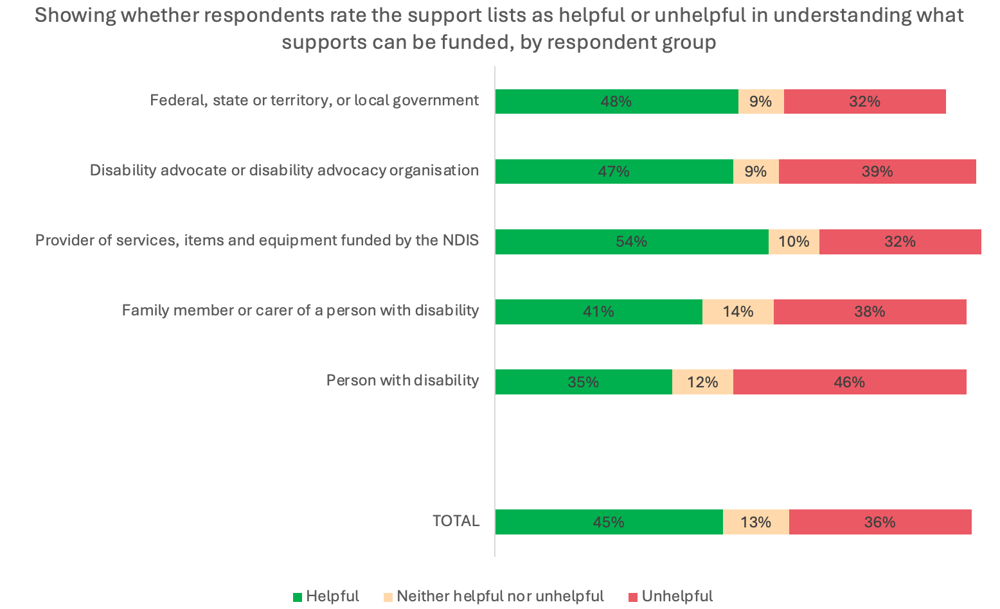 Showing whether respondents rate the support lists as helpful or unhelpful in understanding what
supports can be funded, by respondent group
Federal, state or territory, or local government
48%
9%
32%
Disability advocate or disability advocacy organisation
47%
9%
39%
Provider of services, items and equipment funded by the NDIS
54%
10%
32%
Family member or carer of a person with disability
41%
14%
38%
Person with disability
35%
12%
46%
TOTAL
45%
13%
36%
Helpful
Neither helpful nor unhelpful
Unhelpful